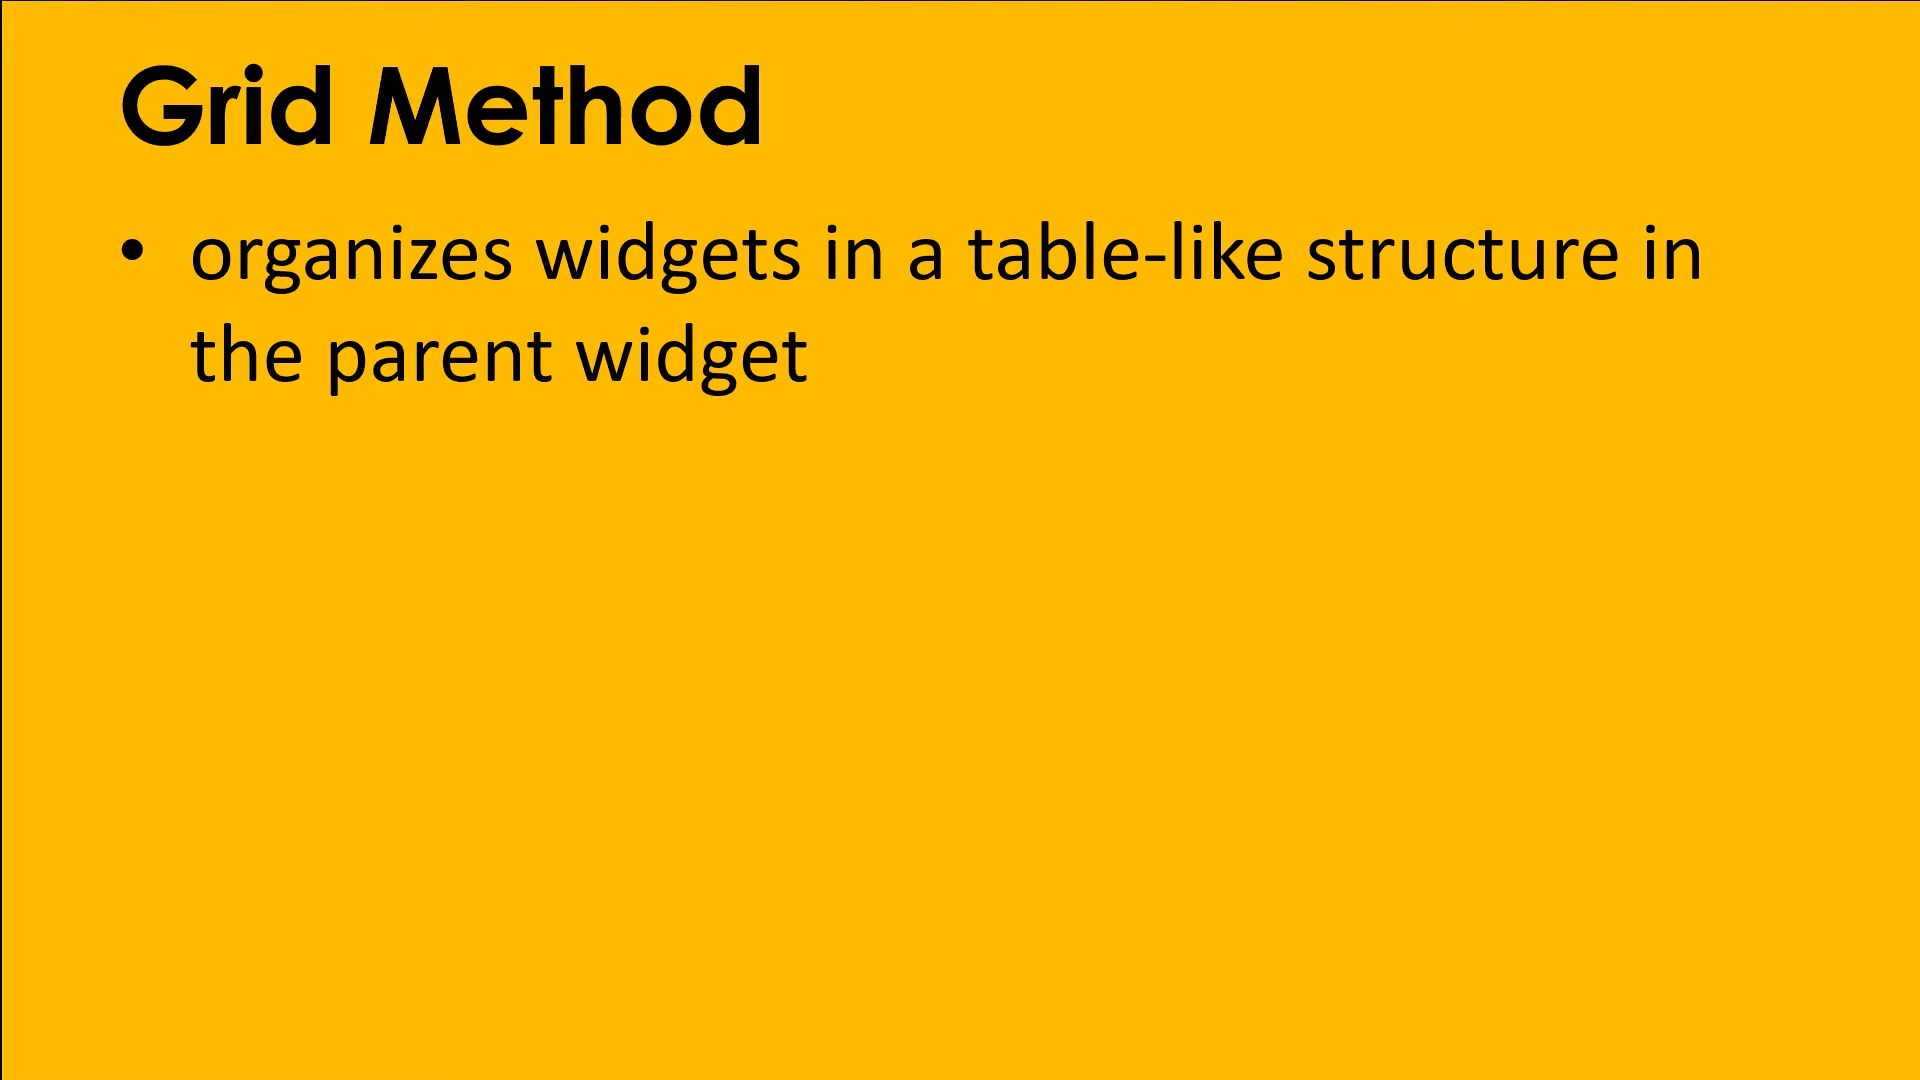 Grid Method
• organizes widgets in a table-like structure in
the parent widget